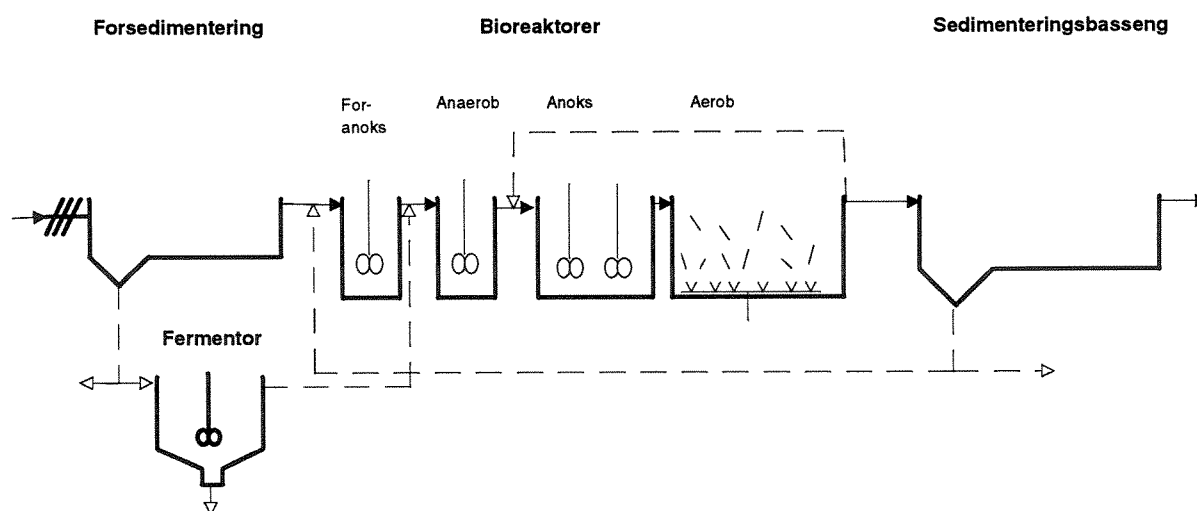 Forsedimentering
Bioreaktorer
Sedimenteringsbasseng
For-
anoks
Anaerob
Anoks
Aerob
Fermentor